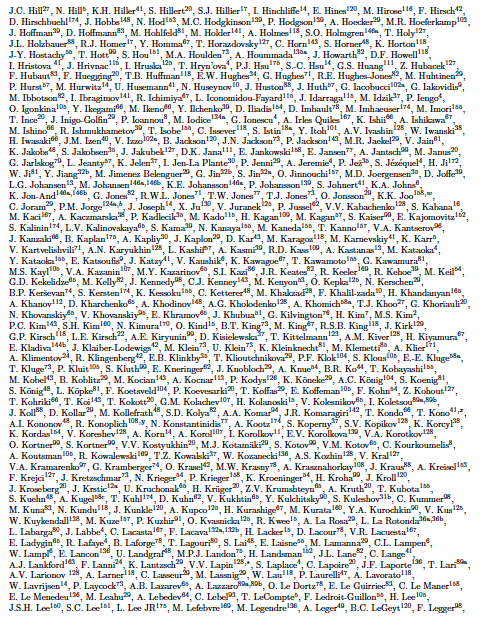 J.C. Hill27, N. Hill5, K.H. Hiller41, S. Hillert20, S.J. Hillier17, I. Hinchliffe14, E. Hines120, M. Hirose116, F. Hirsch42,
D. Hirschbuehl174, J. Hobbs148, N. Hod153, M.C. Hodgkinson139, P. Hodgson139, A. Hoecker29, M.R. Hoeferkamp103,
J. Hoffman39, D. Hoffmann83, M. Hohlfeld81, M. Holder141, A. Holmes118, S.O. Holmgren146a, T. Holy127,
J.L. Holzbauer88, R.J. Homer17, Y. Homma67, T. Horazdovsky127, C. Horn143, S. Horner48, K. Horton118,
J-Y. Hostachy55, T. Hott99, S. Hou151, M.A. Houlden73, A. Hoummada135a, D.F. Howell118,
I. Hristova41, J. Hrivnac115, I. Hruska125, T. Hryn'ova4, P.J. Hsu175, S.-C. Hsu14, G.S. Huang111, Z. Hubacek127,
F. Hubaut83, F. Huegging20, T.B. Huffman118, E.W. Hughes34, G. Hughes71, R.E. Hughes-Jones82, M. Huhtinen29,
P. Hurst57, M. Hurwitz14, U. Husemann41, N. Huseynov10, J. Huston88, J. Huth57, G. Iacobucci102a, G. Iakovidis9,
M. Ibbotson82, I. Ibragimov141, R. Ichimiya67, L. Iconomidou-Fayard115, J. Idarraga115, M. Idzik37, P. Iengo4,
O. Igonkina105, Y. Ikegami66, M. Ikeno66, Y. Ilchenko39, D. Iliadis154, D. Imbault78, M. Imhaeuser174, M. Imori155,
T. Ince20, J. Inigo-Golfin29, P. Ioannou8, M. Iodice134a, G. Ionescu4, A. Irles Quiles167, K. Ishii66, A. Ishikawa67,
M. Ishino66, R. Ishmukhametov39, T. Isobe155, C. Issever118, S. Istin18a, Y. Itoh101, A.V. Ivashin128, W. Iwanski38,
H. Iwasaki66, J.M. Izen40, V. Izzo102a, B. Jackson120, J.N. Jackson73, P. Jackson143, M.R. Jaekel29, V. Jain61,
K. Jakobs48, S. Jakobsen35, J. Jakubek127, D.K. Jana111, E. Jankowski158, E. Jansen77, A. Jantsch99, M. Janus20,
G. Jarlskog79, L. Jeanty57, K. Jelen37, I. Jen-La Plante30, P. Jenni29, A. Jeremie4, P. Jež35, S. Jézéquel4, H. Ji172,
W. Ji81, Y. Jiang32b, M. Jimenez Belenguer29, G. Jin32b, S. Jin32a, O. Jinnouchi157, M.D. Joergensen35, D. Joffe39,
L.G. Johansen13, M. Johansen146a,146b, K.E. Johansson146a, P. Johansson139, S. Johnert41, K.A. Johns6,
K. Jon-And146a,146b, G. Jones82, R.W.L. Jones71, T.W. Jones77, T.J. Jones73, O. Jonsson29, K.K. Joo158,
C. Joram29, P.M. Jorge124a,b, J. Joseph14, X. Ju130, V. Juranek125, P. Jussel62, V.V. Kabachenko128, S. Kabana16,
M. Kaci167, A. Kaczmarska38, P. Kadlecik35, M. Kado115, H. Kagan109, M. Kagan57, S. Kaiser99, E. Kajomovitz152,
S. Kalinin174, L.V. Kalinovskaya65, S. Kama39, N. Kanaya155, M. Kaneda155, T. Kanno157, V.A. Kantserov96,
J. Kanzaki66, B. Kaplan175, A. Kapliy30, J. Kaplon29, D. Kar43, M. Karagoz118, M. Karnevskiy41, K. Karr5,
V. Kartvelishvili71, A.N. Karyukhin128, L. Kashif57, A. Kasmi39, R.D. Kass109, A. Kastanas13, M. Kataoka4,
Y. Kataoka155, E. Katsoufis9, J. Katzy41, V. Kaushik6, K. Kawagoe67, T. Kawamoto155, G. Kawamura81,
M.S. Kayl105, V.A. Kazanin107, M.Y. Kazarinov65, S.I. Kazi86, J.R. Keates82, R. Keeler169, R. Kehoe39, M. Keil54,
G.D. Kekelidze65, M. Kelly82, J. Kennedy98, C.J. Kenney143, M. Kenyon53, O. Kepka125, N. Kerschen29,
B.P. Kerševan74, S. Kersten174, K. Kessoku155, C. Ketterer48, M. Khakzad28, F. Khalil-zada10, H. Khandanyan165,
A. Khanov112, D. Kharchenko65, A. Khodinov148, A.G. Kholodenko128, A. Khomich58a, T.J. Khoo27, G. Khoriauli20,
N. Khovanskiy65, V. Khovanskiy95, E. Khramov65, J. Khubua51, G. Kilvington76, H. Kim7, M.S. Kim2,
P.C. Kim143, S.H. Kim160, N. Kimura170, O. Kind15, B.T. King73, M. King67, R.S.B. King118, J. Kirk129,
G.P. Kirsch118, L.E. Kirsch22, A.E. Kiryunin99, D. Kisielewska37, T. Kittelmann123, A.M. Kiver128, H. Kiyamura67,
E. Kladiva144b, J. Klaiber-Lodewigs42, M. Klein73, U. Klein73, K. Kleinknecht81, M. Klemetti85, A. Klier171,
A. Klimentov24, R. Klingenberg42, E.B. Klinkby35, T. Klioutchnikova29, P.F. Klok104, S. Klous105, E.-E. Kluge58a,
T. Kluge73, P. Kluit105, S. Kluth99, E. Kneringer62, J. Knobloch29, A. Knue54, B.R. Ko44, T. Kobayashi155,
M. Kobel43, B. Koblitz29, M. Kocian143, A. Kocnar113, P. Kodys126, K. Köneke29, A.C. König104, S. Koenig81,
S. König48, L. Köpke81, F. Koetsveld104, P. Koevesarki20, T. Koffas29, E. Koffeman105, F. Kohn54, Z. Kohout127,
T. Kohriki66, T. Koi143, T. Kokott20, G.M. Kolachev107, H. Kolanoski15, V. Kolesnikov65, I. Koletsou89a,89b,
J. Koll88, D. Kollar29, M. Kollefrath48, S.D. Kolya82, A.A. Komar94, J.R. Komaragiri142, T. Kondo66, T. Kono41,
A.I. Kononov48, R. Konoplich108, N. Konstantinidis77, A. Kootz174, S. Koperny37, S.V. Kopikov128, K. Korcyl38,
K. Kordas154, V. Koreshev128, A. Korn14, A. Korol107, I. Korolkov11, E.V. Korolkova139, V.A. Korotkov128,
O. Kortner99, S. Kortner99, V.V. Kostyukhin20, M.J. Kotamäki29, S. Kotov99, V.M. Kotov65, C. Kourkoumelis8,
A. Koutsman105, R. Kowalewski169, T.Z. Kowalski37, W. Kozanecki136, A.S. Kozhin128, V. Kral127,
V.A. Kramarenko97, G. Kramberger74, O. Krasel42, M.W. Krasny78, A. Krasznahorkay108, J. Kraus88, A. Kreisel153,
F. Krejci127, J. Kretzschmar73, N. Krieger54, P. Krieger158, K. Kroeninger54, H. Kroha99, J. Kroll120,
J. Kroseberg20, J. Krstic12a, U. Kruchonak65, H. Krüger20, Z.V. Krumshteyn65, A. Kruth20, T. Kubota155,
S. Kuehn48, A. Kugel58c, T. Kuhl174, D. Kuhn62, V. Kukhtin65, Y. Kulchitsky90, S. Kuleshov31b, C. Kummer98,
M. Kuna83, N. Kundu118, J. Kunkle120, A. Kupco125, H. Kurashige67, M. Kurata160, Y.A. Kurochkin90, V. Kus125,
W. Kuykendall138, M. Kuze157, P. Kuzhir91, O. Kvasnicka125, R. Kwee15, A. La Rosa29, L. La Rotonda36a,36b,
L. Labarga80, J. Labbe4, C. Lacasta167, F. Lacava132a,132b, H. Lacker15, D. Lacour78, V.R. Lacuesta167,
E. Ladygin65, R. Lafaye4, B. Laforge78, T. Lagouri80, S. Lai48, E. Laisne55, M. Lamanna29, C.L. Lampen6,
W. Lampl6, E. Lancon136, U. Landgraf48, M.P.J. Landon75, H. Landsman152, J.L. Lane82, C. Lange41,
A.J. Lankford163, F. Lanni24, K. Lantzsch29, V.V. Lapin128,*, S. Laplace4, C. Lapoire20, J.F. Laporte136, T. Lari89a,
A.V. Larionov128, A. Larner118, C. Lasseur29, M. Lassnig29, W. Lau118, P. Laurelli47, A. Lavorato118,
W. Lavrijsen14, P. Laycock73, A.B. Lazarev65, A. Lazzaro89a,89b, O. Le Dortz78, E. Le Guirriec83, C. Le Maner158,
E. Le Menedeu136, M. Leahu29, A. Lebedev64, C. Lebel93, T. LeCompte5, F. Ledroit-Guillon55, H. Lee105,
J.S.H. Lee150, S.C. Lee151, L. Lee JR175, M. Lefebvre169, M. Legendre136, A. Leger49, B.C. LeGeyt120, F. Legger98,